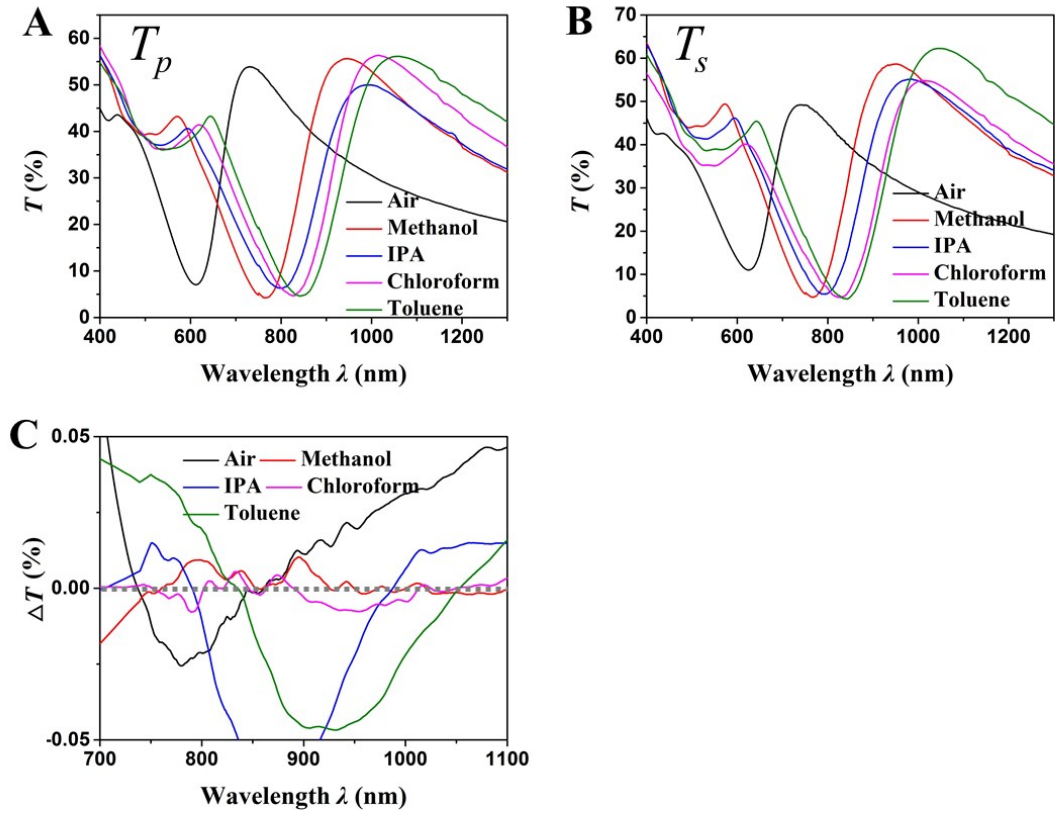 A
T_p
60
50
40
30
20
10
0
T (%)
Air
Methanol
IPA
Chloroform
Toluene
400 600 800 1000 1200
Wavelength λ (nm)
B
T_s
70
60
50
40
30
20
10
0
T (%)
Air
Methanol
IPA
Chloroform
Toluene
400 600 800 1000 1200
Wavelength λ (nm)
C
0.05
0.00
-0.05
△T (%)
Air Methanol
IPA Chloroform
Toluene
700 800 900 1000 1100
Wavelength λ (nm)